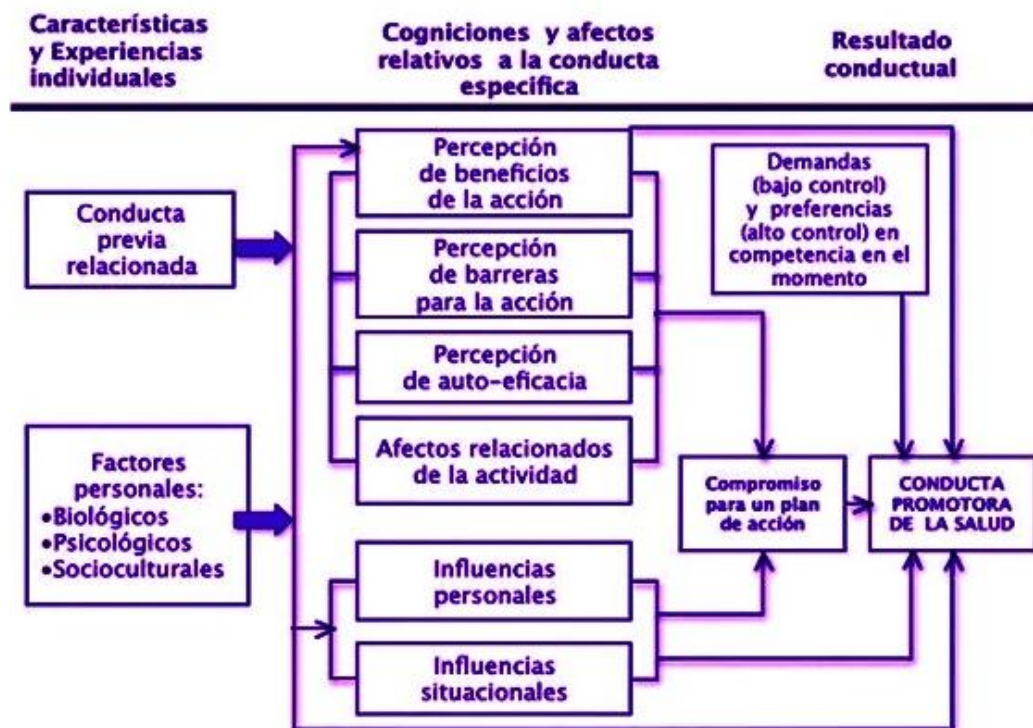 Características
y Experiencias
individuales
Cogniciones y afectos
relativos a la conducta
especifica
Resultado
conductual
Conducta
previa
relacionada
Factores
personales:
•Biológicos
•Psicológicos
•Socioculturales
Percepción
de beneficios
de la acción
Percepción
de barreras
para la acción
Percepción
de auto-eficacia
Afectos relacionados
de la actividad
Influencias
personales
Influencias
situacionales
Demandas
(bajo control)
y preferencias
(alto control) en
competencia en el
momento
Compromiso
para un plan
de acción
CONDUCTA
PROMOTORA
DE LA SALUD